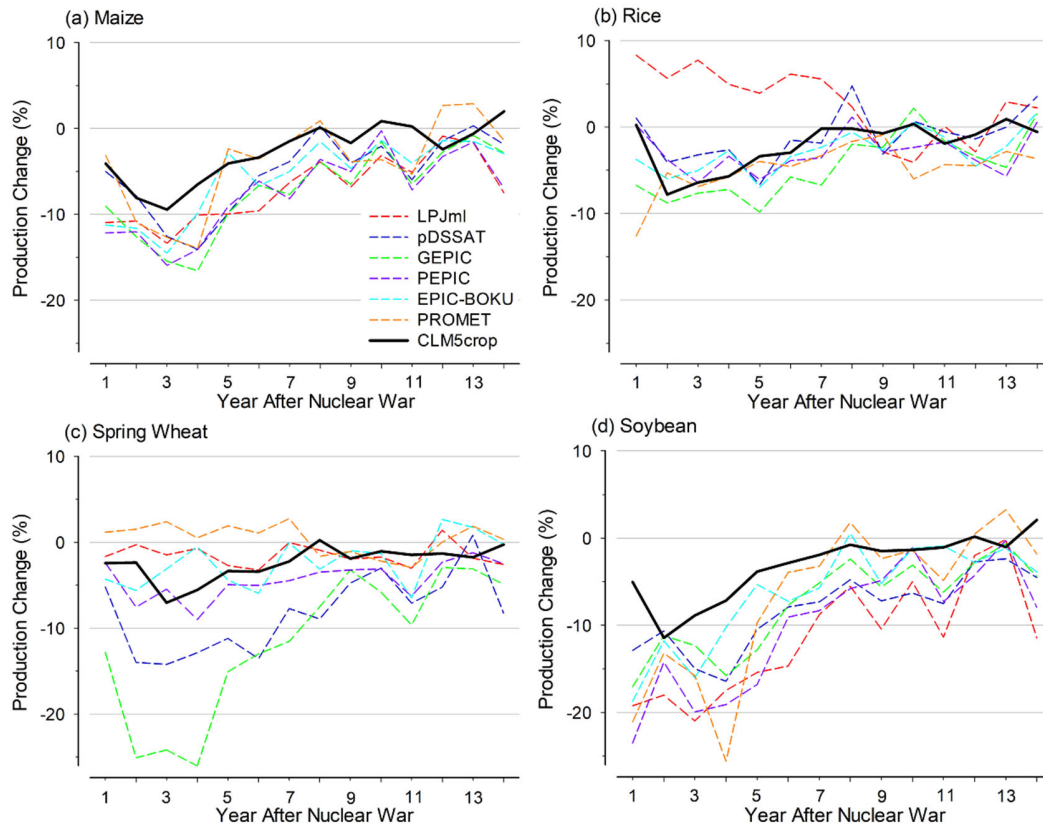 (a) Maize
(b) Rice
10
0
-10
-20
Production Change (%)
LPJml
pDSSAT
GEPIC
PEPIC
EPIC-BOKU
PROMET
CLM5crop
1 3 5 7 9 11 13
Year After Nuclear War
10
0
-10
-20
Production Change (%)
1 3 5 7 9 11 13
Year After Nuclear War
(c) Spring Wheat
(d) Soybean
10
0
-10
-20
Production Change (%)
1 3 5 7 9 11 13
Year After Nuclear War
10
0
-10
-20
Production Change (%)
1 3 5 7 9 11 13
Year After Nuclear War